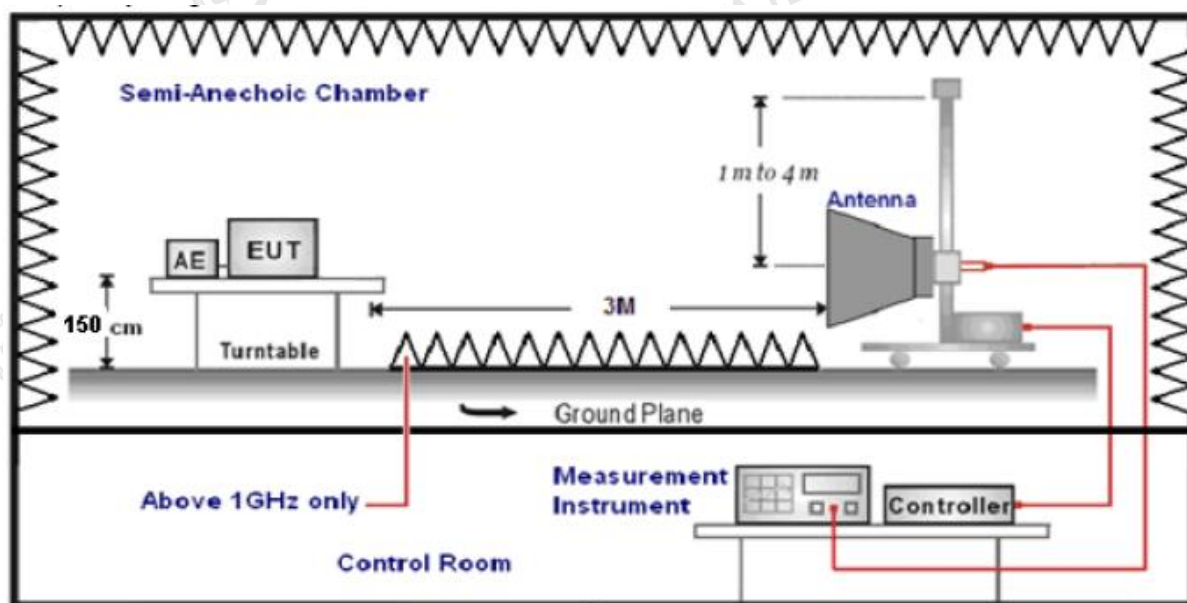 Semi-Anechoic Chamber
1 m to 4 m
Antenna
AE
EUT
150 cm
3M
Turntable
Ground Plane
Above 1GHz only
Measurement
Instrument
Controller
Control Room